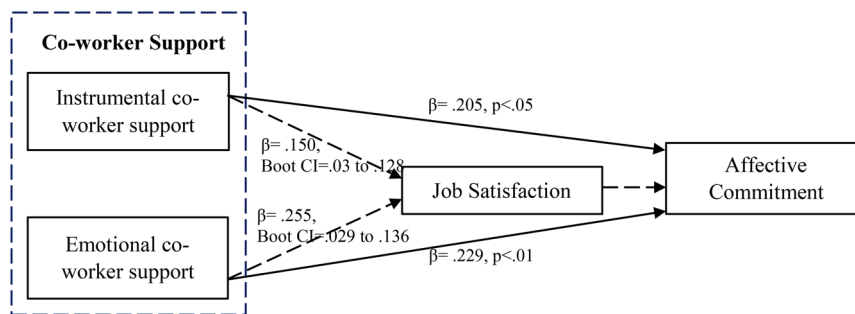 Co-worker Support
Instrumental co-
worker support
β= .205, p<.05
β= .150,
Boot CI=.03 to .128
Job Satisfaction
Affective
Commitment
β= .255,
Boot CI=.029 to .136
Emotional co-
worker support
β= .229, p<.01